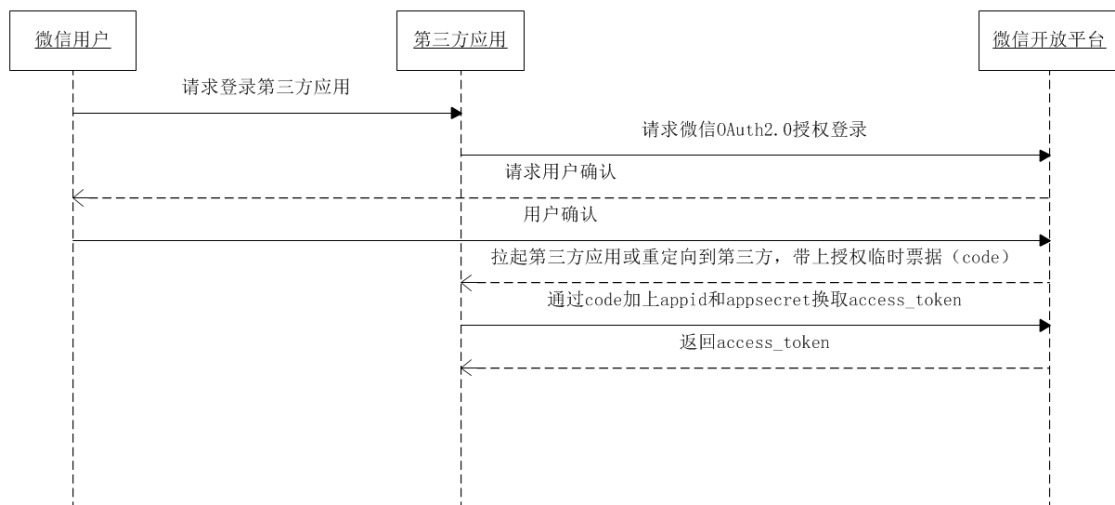 微信用户
第三方应用
微信开放平台
请求登录第三方应用
请求微信OAuth2.0授权登录
请求用户确认
用户确认
拉起第三方应用或重定向到第三方，带上授权临时票据（code）
通过code加上appid和appsecret换取access_token
返回access_token